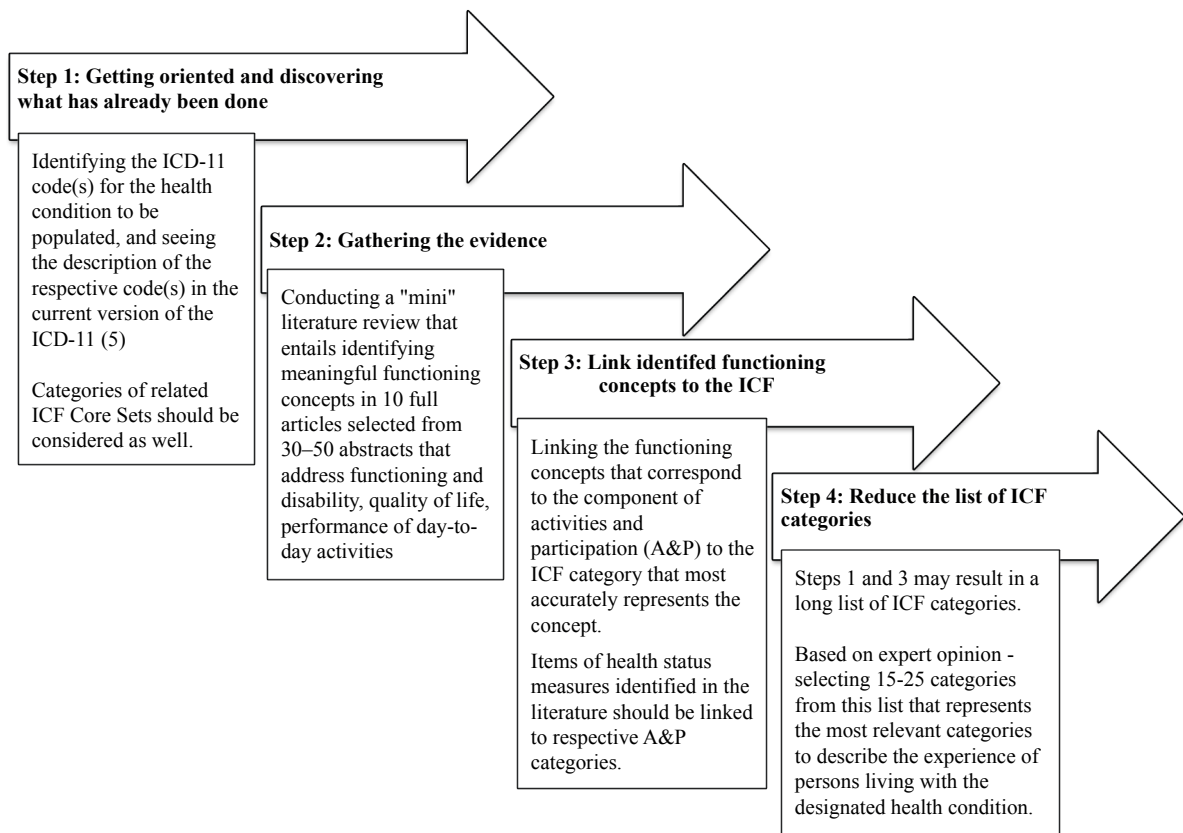 Step 1: Getting oriented and discovering
what has already been done
Identifying the ICD-11
code(s) for the health
condition to be
populated, and seeing
the description of the
respective code(s) in the
current version of the
ICD-11 (5)
Categories of related
ICF Core Sets should be
considered as well.
Step 2: Gathering the evidence
Conducting a "mini"
literature review that
entails identifying
meaningful functioning
concepts in 10 full
articles selected from
30–50 abstracts that
address functioning and
disability, quality of life,
performance of day-to-
day activities
Step 3: Link identifed functioning
concepts to the ICF
Linking the functioning
concepts that correspond
to the component of
activities and
participation (A&P) to the
ICF category that most
accurately represents the
concept.
Items of health status
measures identified in the
literature should be linked
to respective A&P
categories.
Step 4: Reduce the list of ICF
categories
Steps 1 and 3 may result in a
long list of ICF categories.
Based on expert opinion -
selecting 15-25 categories
from this list that represents
the most relevant categories
to describe the experience of
persons living with the
designated health condition.